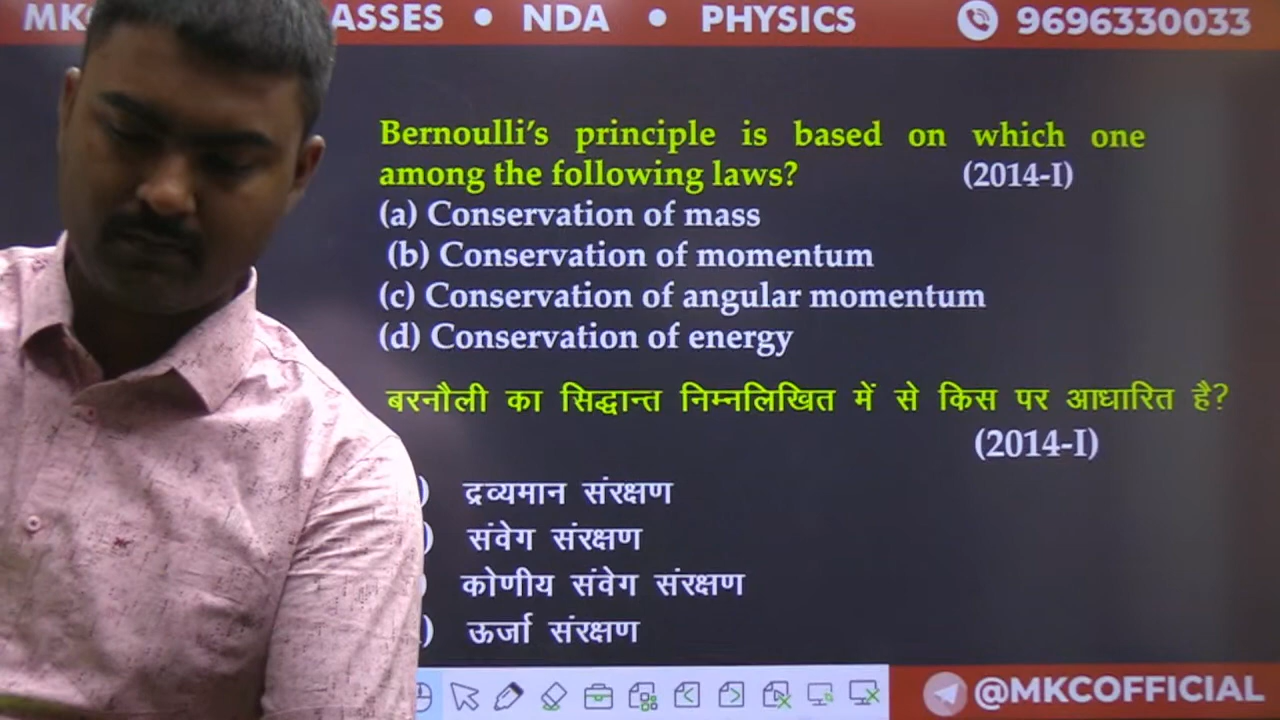 ASSES • NDA • PHYSICS 9696330033
Bernoulli's principle is based on which one
among the following laws? (2014-I)
(a) Conservation of mass
(b) Conservation of momentum
(c) Conservation of angular momentum
(d) Conservation of energy
बरनौली का सिद्धान्त निम्नलिखित में से किस पर आधारित है?
(2014-I)
) द्रव्यमान संरक्षण
) संवेग संरक्षण
) कोणीय संवेग संरक्षण
) ऊर्जा संरक्षण
@MKCOFFICIAL